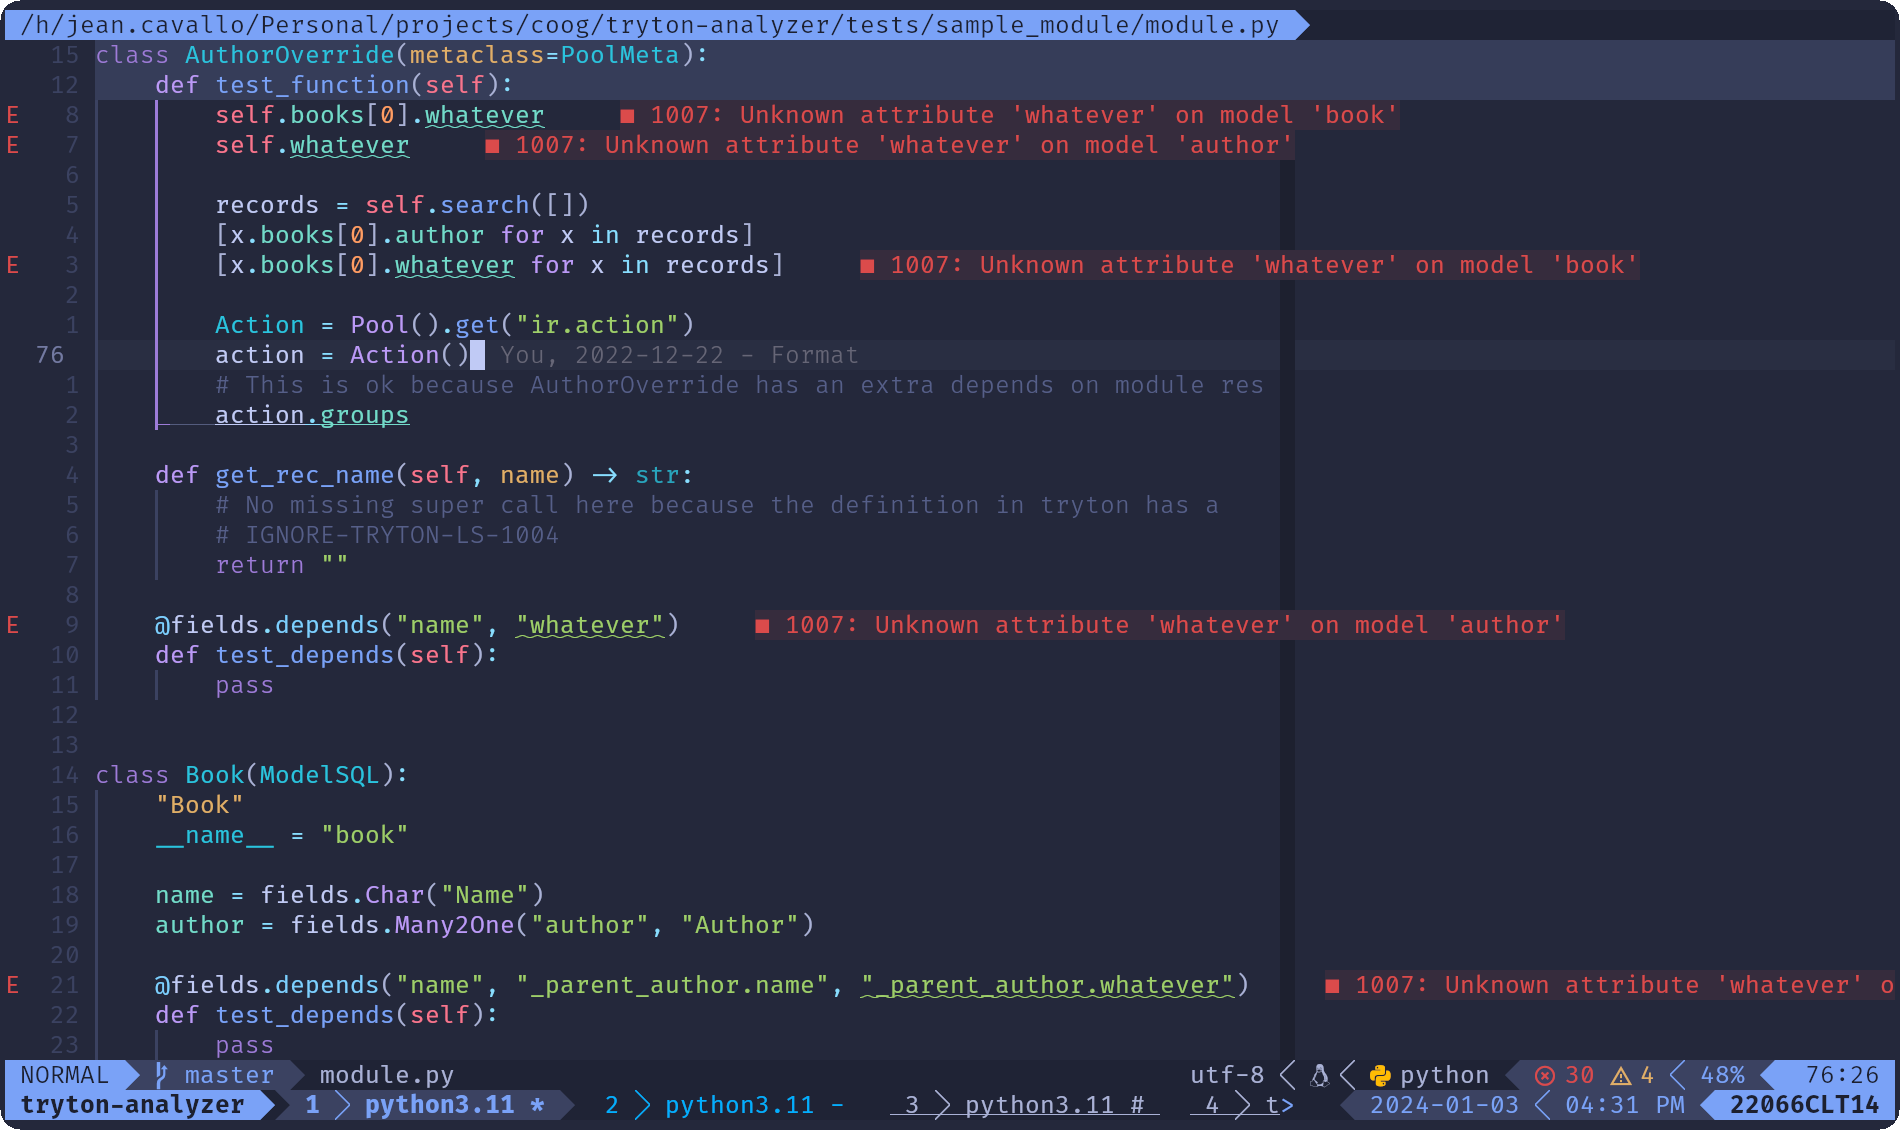 /h/jean.cavallo/Personal/projects/coog/tryton-analyzer/tests/sample_module/module.py
15 class AuthorOverride(metaclass=PoolMeta):
12     def test_function(self):
E 8         self.books[0].whatever     ■ 1007: Unknown attribute 'whatever' on model 'book'
E 7         self.whatever     ■ 1007: Unknown attribute 'whatever' on model 'author'
6
5         records = self.search([])
4         [x.books[0].author for x in records]
E 3         [x.books[0].whatever for x in records]     ■ 1007: Unknown attribute 'whatever' on model 'book'
2
1         Action = Pool().get("ir.action")
76         action = Action() You, 2022-12-22 - Format
1         # This is ok because AuthorOverride has an extra depends on module res
2         action.groups
3
4     def get_rec_name(self, name) -> str:
5         # No missing super call here because the definition in tryton has a
6         # IGNORE-TRYTON-LS-1004
7         return ""
8
E 9     @fields.depends("name", "whatever")     ■ 1007: Unknown attribute 'whatever' on model 'author'
10     def test_depends(self):
11         pass
12
13
14 class Book(ModelSQL):
15     "Book"
16     __name__ = "book"
17
18     name = fields.Char("Name")
19     author = fields.Many2One("author", "Author")
20
E 21     @fields.depends("name", "_parent_author.name", "_parent_author.whatever")     ■ 1007: Unknown attribute 'whatever' o
22     def test_depends(self):
23         pass
NORMAL master module.py utf-8 python 30 4 48% 76:26
tryton-analyzer 1 python3.11 * 2 python3.11 - 3 python3.11 # 4 t> 2024-01-03 04:31 PM 22066CLT14